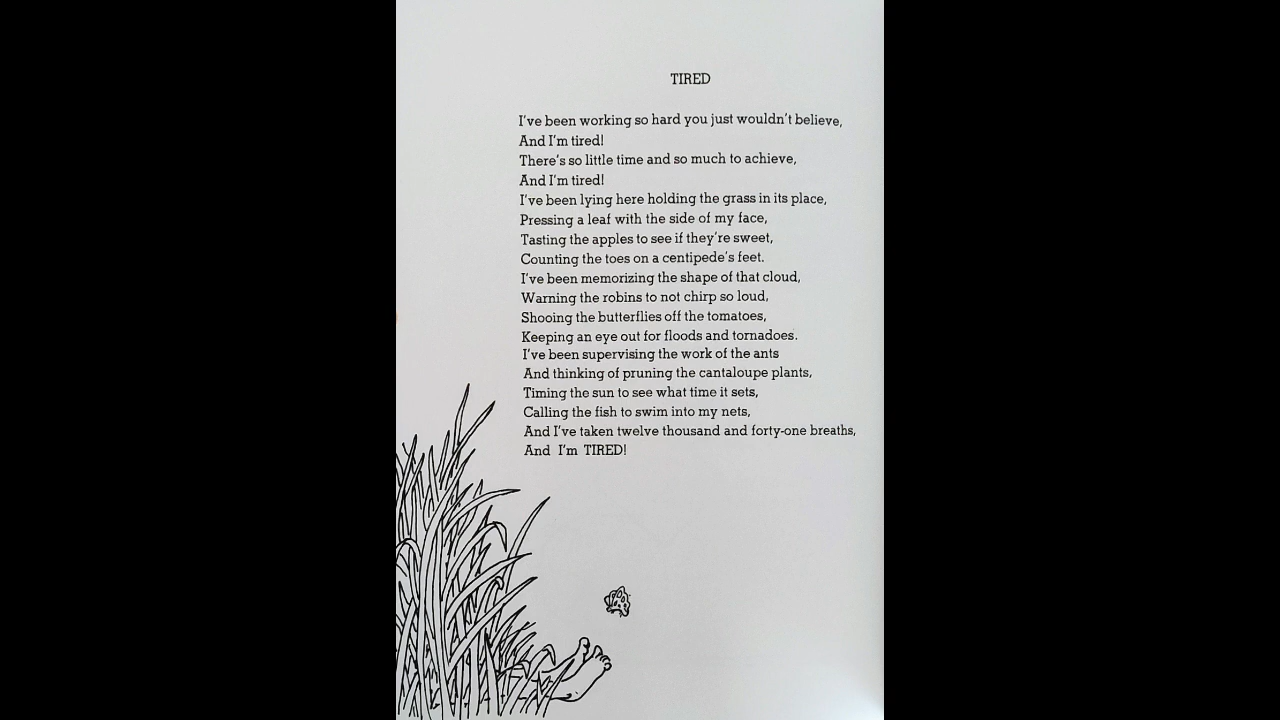 TIRED
I've been working so hard you just wouldn't believe,
And I'm tired!
There's so little time and so much to achieve,
And I'm tired!
I've been lying here holding the grass in its place,
Pressing a leaf with the side of my face,
Tasting the apples to see if they're sweet,
Counting the toes on a centipede's feet.
I've been memorizing the shape of that cloud,
Warning the robins to not chirp so loud,
Shooing the butterflies off the tomatoes,
Keeping an eye out for floods and tornadoes.
I've been supervising the work of the ants
And thinking of pruning the cantaloupe plants,
Timing the sun to see what time it sets,
Calling the fish to swim into my nets,
And I've taken twelve thousand and forty-one breaths,
And I'm TIRED!